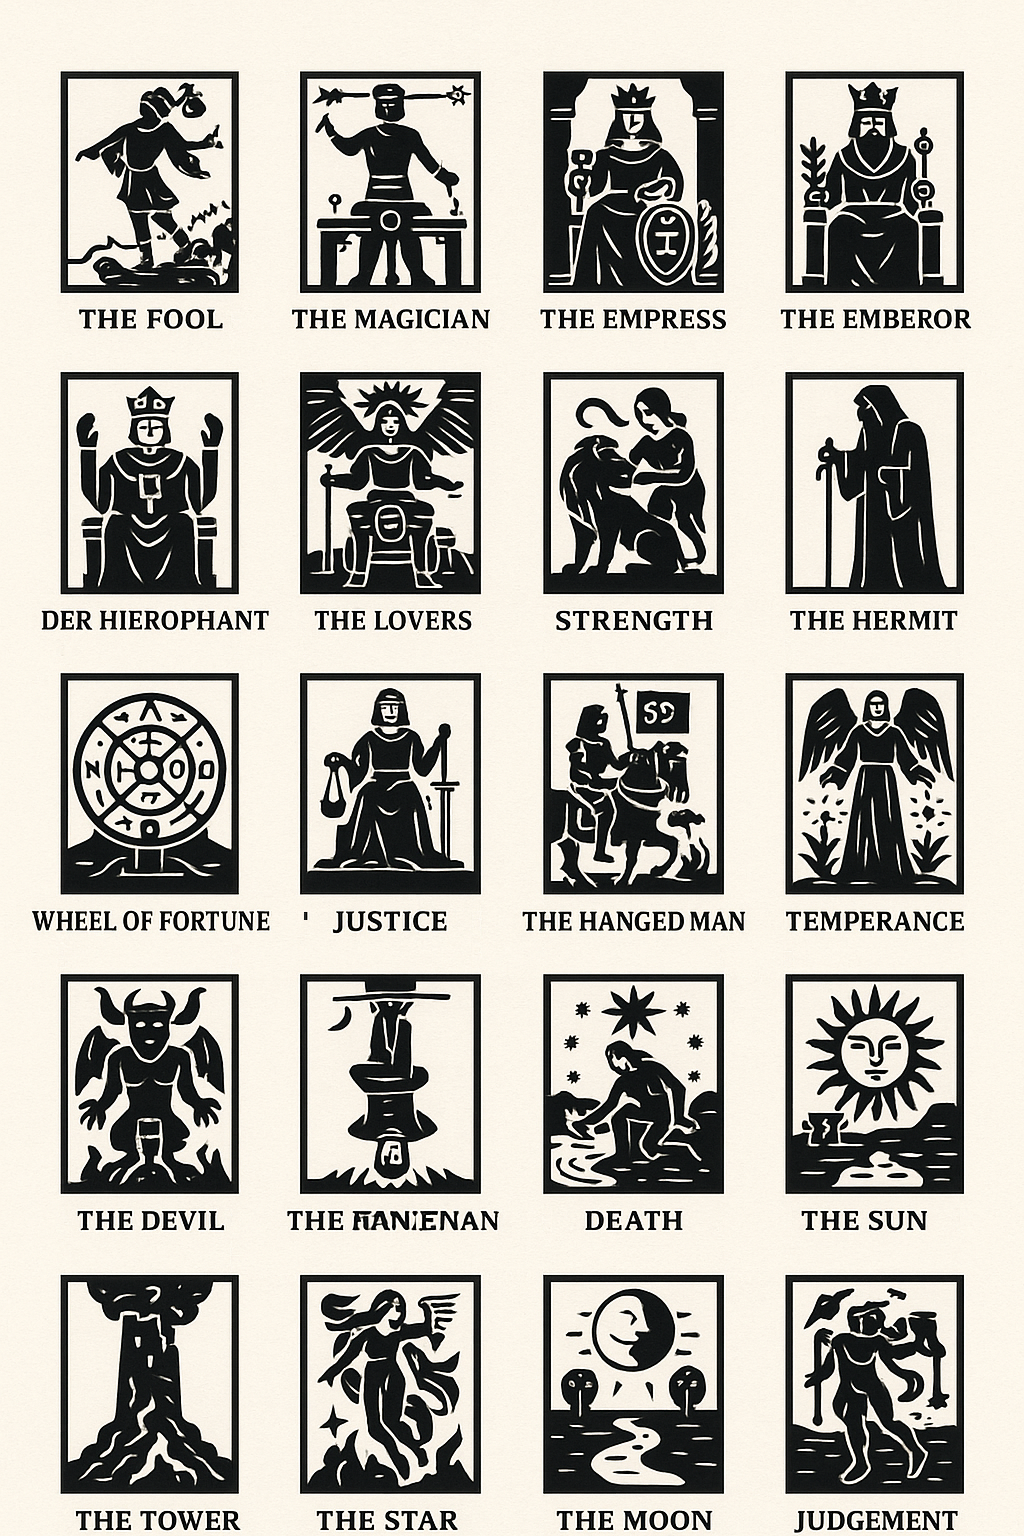 THE FOOL
THE MAGICIAN
THE EMPRESS
THE EMBEROR
DER HIEROPHANT
THE LOVERS
STRENGTH
THE HERMIT
WHEEL OF FORTUNE
JUSTICE
THE HANGED MAN
TEMPERANCE
THE DEVIL
THE
DEATH
THE SUN
THE TOWER
THE STAR
THE MOON
JUDGEMENT